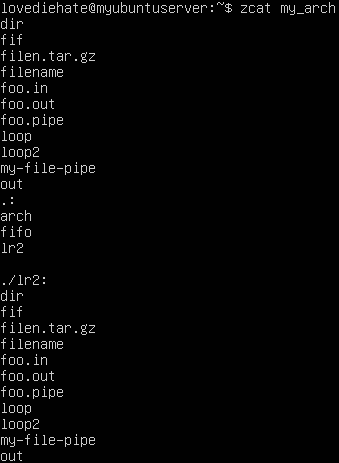 lovediehate@myubuntuserver:~$ zcat my_arch
dir
fif
filen.tar.gz
filename
foo.in
foo.out
foo.pipe
loop
loop2
my-file-pipe
out
.:
arch
fifo
lr2

./lr2:
dir
fif
filen.tar.gz
filename
foo.in
foo.out
foo.pipe
loop
loop2
my-file-pipe
out